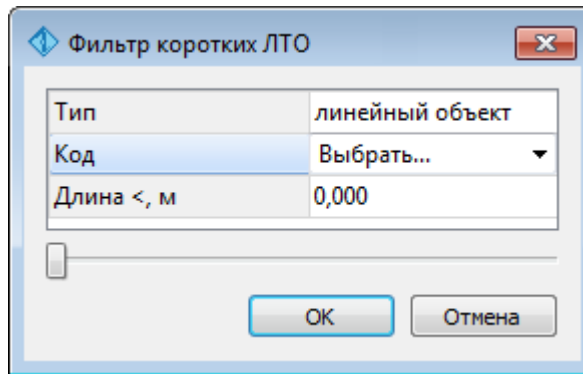 Фильтр коротких ЛТО
Тип линейный объект
Код Выбрать...
Длина <, м 0,000
OK Отмена